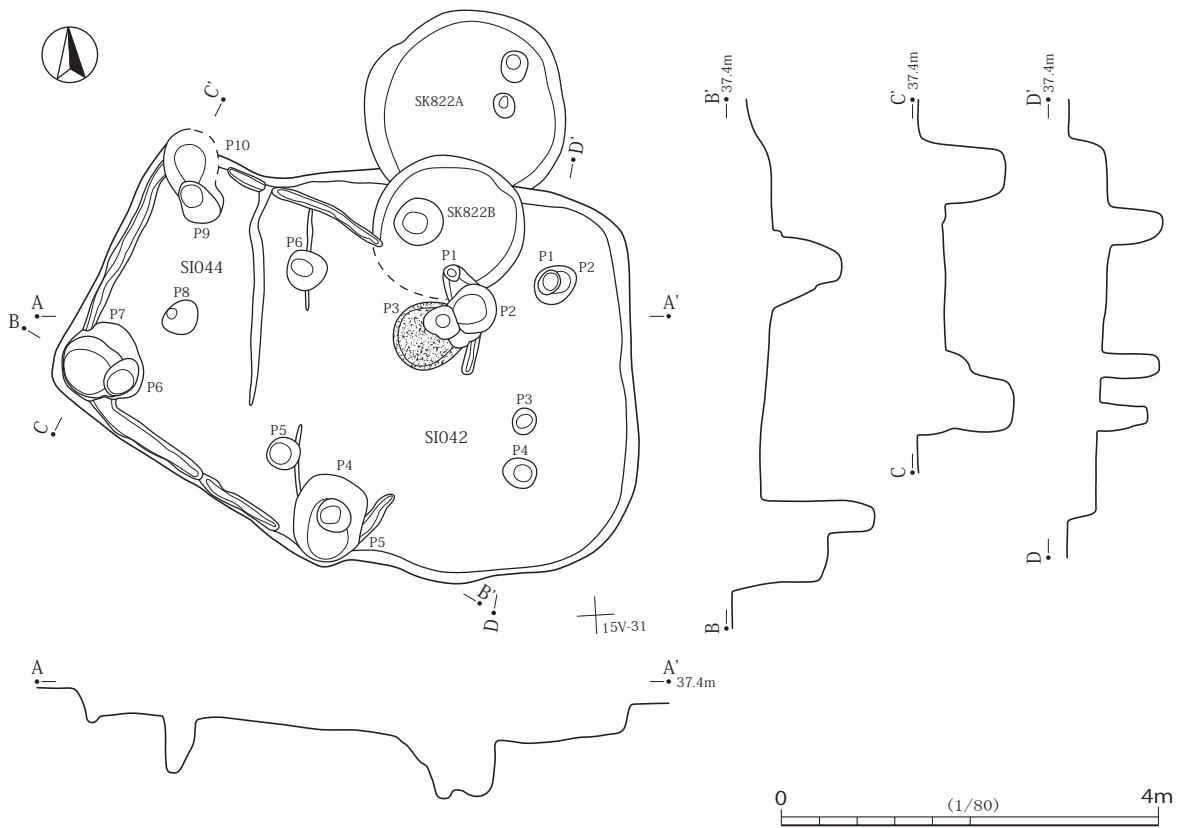 SK822A
C'
D'
P10
SK822B
P9
P6
P1
P1
P2
SI044
P8
A
B
P7
P3
P2
A'
P6
C
P3
P5
SI042
P4
P4
P5
B'
D
15V-31
B'
37.4m
C'
37.4m
D'
37.4m
C
D
B
A
A'
37.4m
0
(1/80)
4m